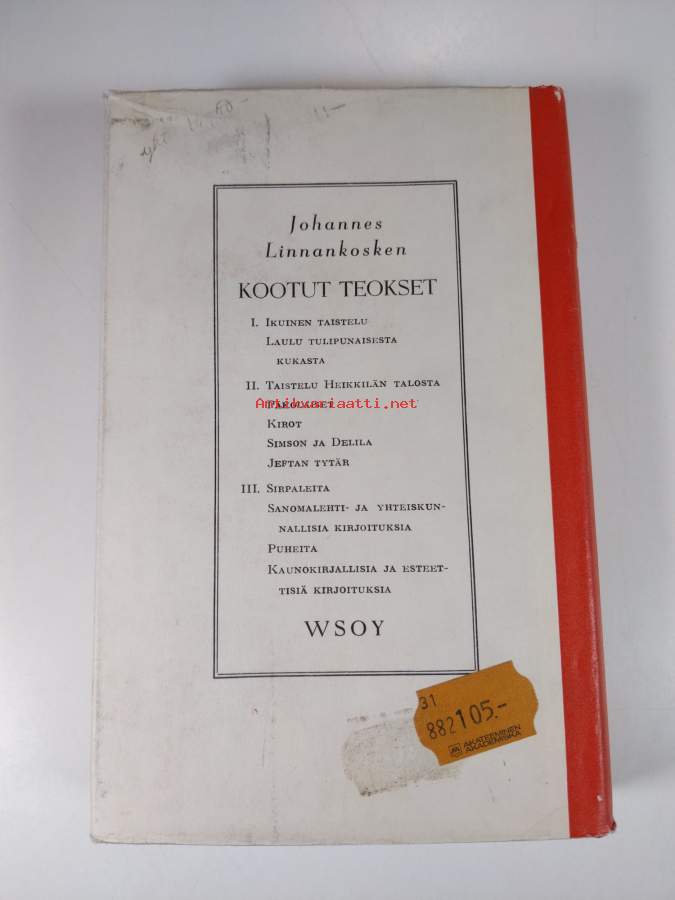 Johannes
Linnankosken
KOOTUT TEOKSET
I. IKUINEN TAISTELU
LAULU TULIPUNAISESTA
KUKASTA
II. TAISTELU HEIKKILÄN TALOSTA
Antikvariaatti.net
PAKOLAISET
KIROT
SIMSON JA DELILA
JEFTAN TYTÄR
III. SIRPALEITA
SANOMALEHTI- JA YHTEISKUN-
NALLISIA KIRJOITUKSIA
PUHEITA
KAUNOKIRJALLISIA JA ESTEET-
TISIÄ KIRJOITUKSIA
WSOY
31
882105.-
AKATEEMINEN
AKADEMISKA